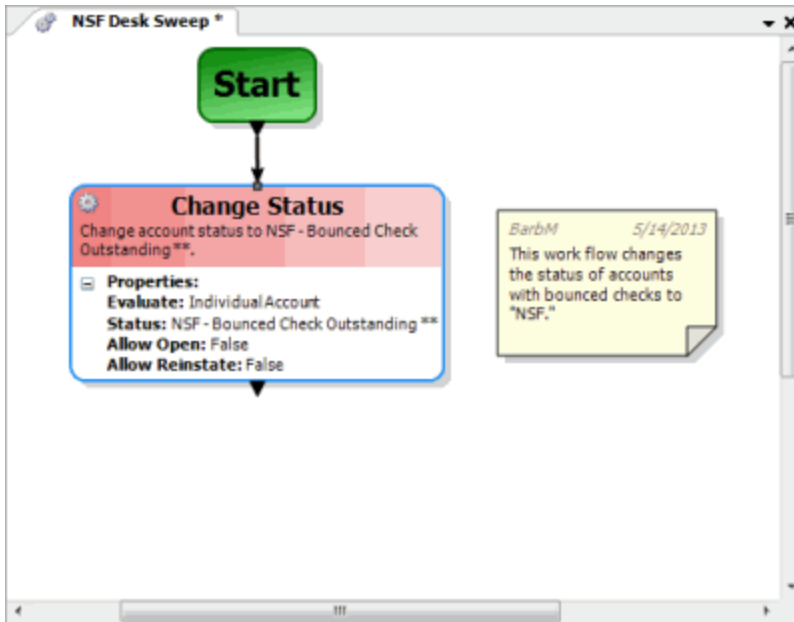 NSF Desk Sweep *
Start
Change Status
Change account status to NSF - Bounced Check
Outstanding **.
Properties:
Evaluate: Individual Account
Status: NSF - Bounced Check Outstanding **
Allow Open: False
Allow Reinstate: False
BarbM 5/14/2013
This work flow changes
the status of accounts
with bounced checks to
"NSF."